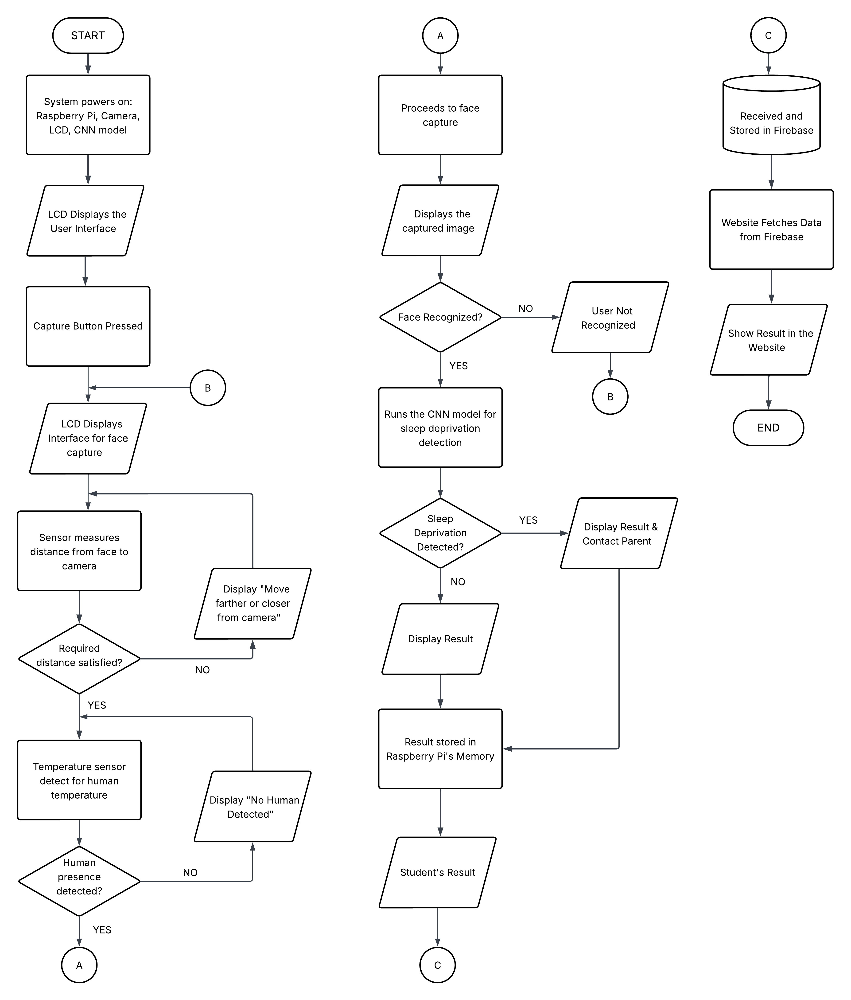 START
System powers on:
Raspberry Pi, Camera,
LCD, CNN model
LCD Displays the
User Interface
Capture Button Pressed
B
LCD Displays
Interface for face
capture
Sensor measures
distance from face to
camera
Display "Move
farther or closer
from camera"
Required
distance satisfied?
NO
YES
Temperature sensor
detect for human
temperature
Display "No Human
Detected"
Human
presence
detected?
NO
YES
A
A
Proceeds to face
capture
Displays the
captured image
Face Recognized?
NO
User Not
Recognized
B
YES
Runs the CNN model for
sleep deprivation
detection
Sleep
Deprivation
Detected?
YES
Display Result &
Contact Parent
NO
Display Result
Result stored in
Raspberry Pi's Memory
Student's Result
C
C
Received and
Stored in Firebase
Website Fetches Data
from Firebase
Show Result in the
Website
END